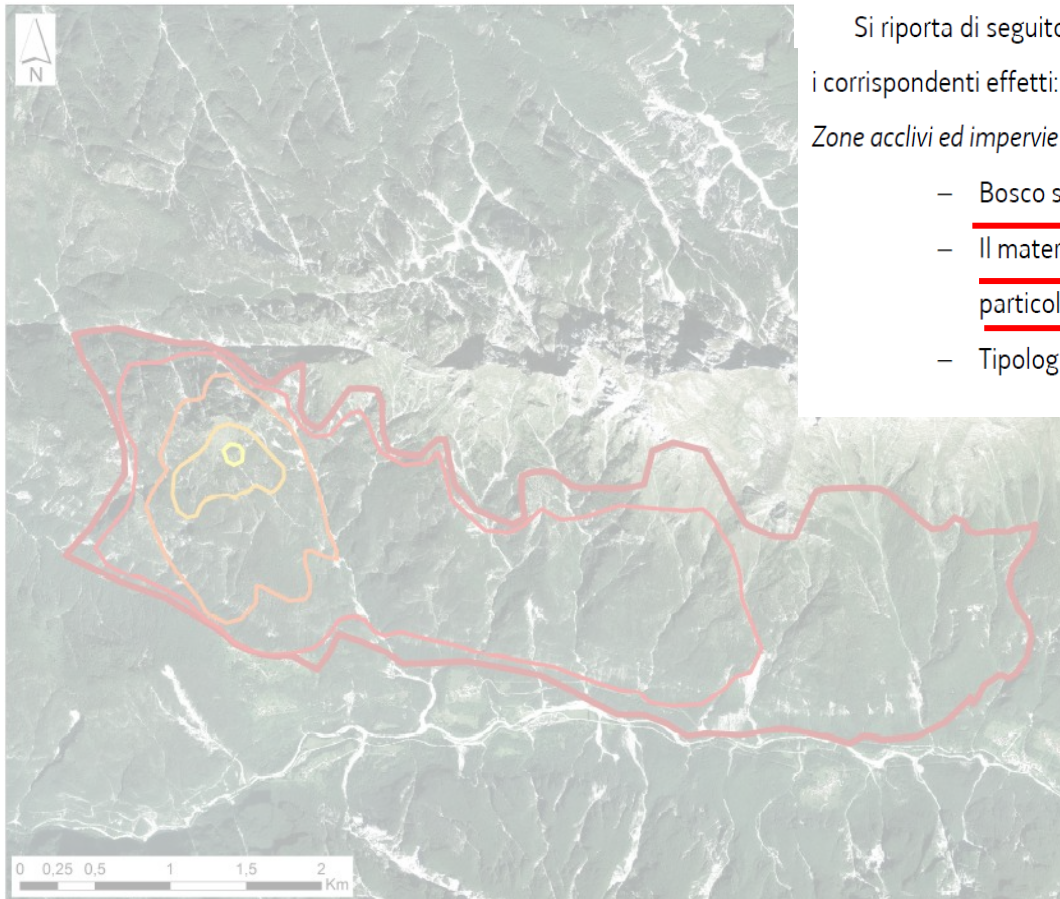 N
Si riporta di seguito
i corrispondenti effetti:
Zone acclivi ed impervie
– Bosco s
– Il mater
particol
– Tipolog
0 0,25 0,5 1 1,5 2
Km